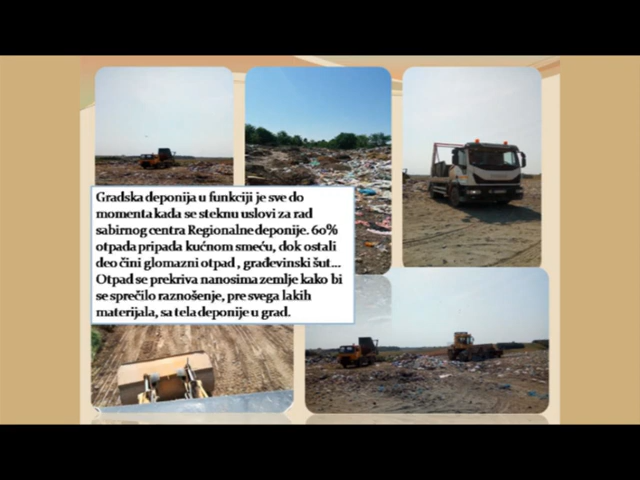 Gradska deponija u funkciji je sve do
momenta kada se steknu uslovi za rad
sabirnog centra Regionalne deponije. 60%
otpada pripada kućnom smeću, dok ostali
deo čini glomazni otpad , građevinski šut...
Otpad se prekriva nanosima zemlje kako bi
se sprečilo raznošenje, pre svega lakih
materijala, sa tela deponije u grad.